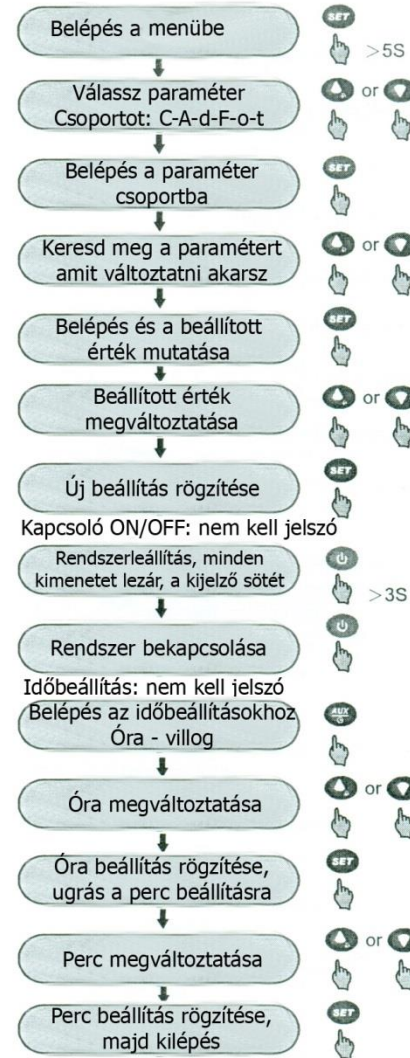 Belépés a menübe
SET
>5S
Válassz paraméter
Csoportot: C-A-d-F-o-t
or
Belépés a paraméter
csoportba
SET
Keresd meg a paramétert
amit változtatni akarsz
or
Belépés és a beállított
érték mutatása
SET
Beállított érték
megváltoztatása
or
Új beállítás rögzítése
SET
Kapcsoló ON/OFF: nem kell jelszó
Rendszerleállítás, minden
kimenetet lezár, a kijelző sötét
>3S
Rendszer bekapcsolása
Időbeállítás: nem kell jelszó
Belépés az időbeállításokhoz
Óra - villog
AUX
Óra megváltoztatása
or
Óra beállítás rögzítése,
ugrás a perc beállításra
SET
Perc megváltoztatása
or
Perc beállítás rögzítése,
majd kilépés
SET